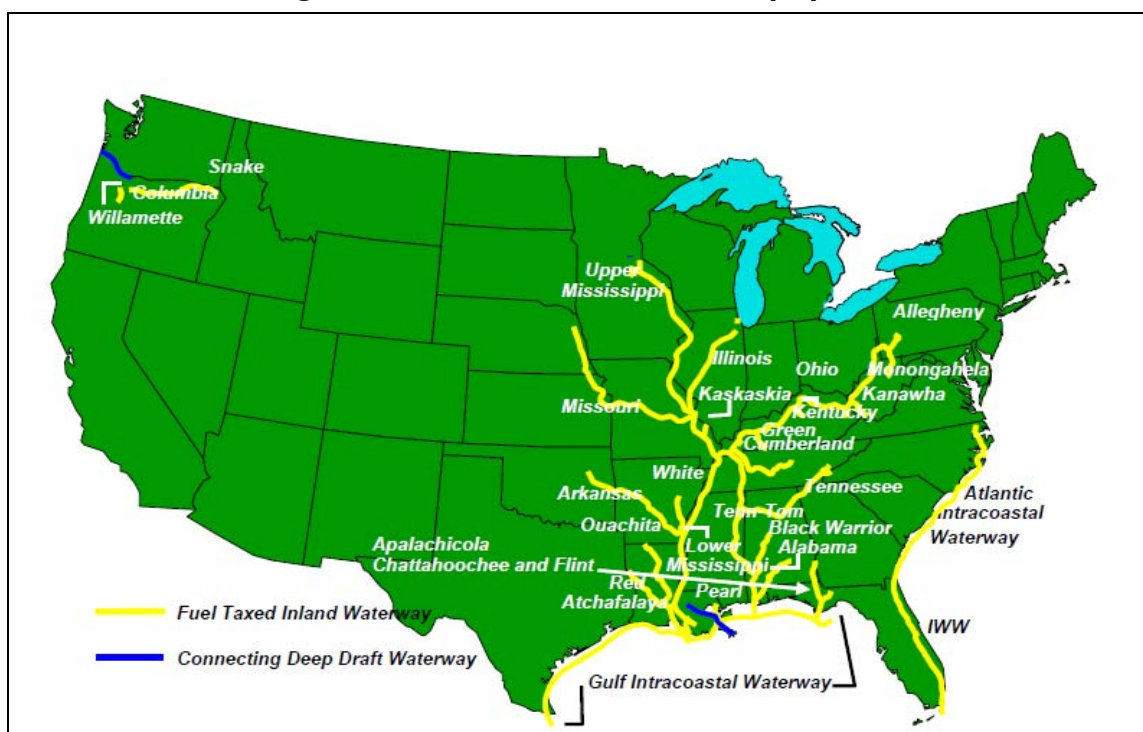 Snake
Columbia
Willamette
Upper
Mississippi
Allegheny
Illinois
Ohio
Monongahela
Kaskaskia
Kanawha
Missouri
Kentucky
Green
Cumberland
White
Arkansas
Tennessee
Atlantic
Intracoastal
Waterway
Tenn-Tom
Ouachita
Black Warrior
Lower
Mississippi
Alabama
Apalachicola
Chattahoochee and Flint
Red
Pearl
Atchafalaya
Fuel Taxed Inland Waterway
IWW
Connecting Deep Draft Waterway
Gulf Intracoastal Waterway